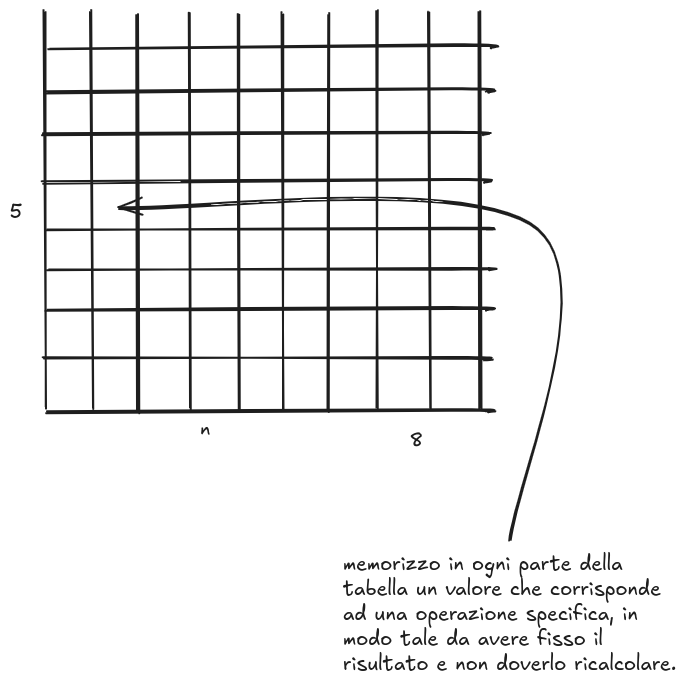 5
n
8
memorizzo in ogni parte della
tabella un valore che corrisponde
ad una operazione specifica, in
modo tale da avere fisso il
risultato e non doverlo ricalcolare.